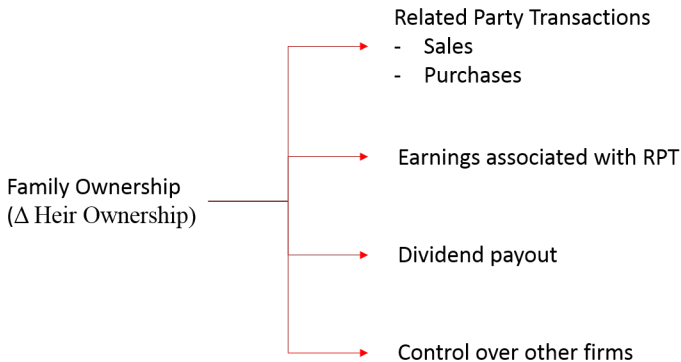 Related Party Transactions
- Sales
- Purchases
Earnings associated with RPT
Family Ownership
(Δ Heir Ownership)
Dividend payout
Control over other firms